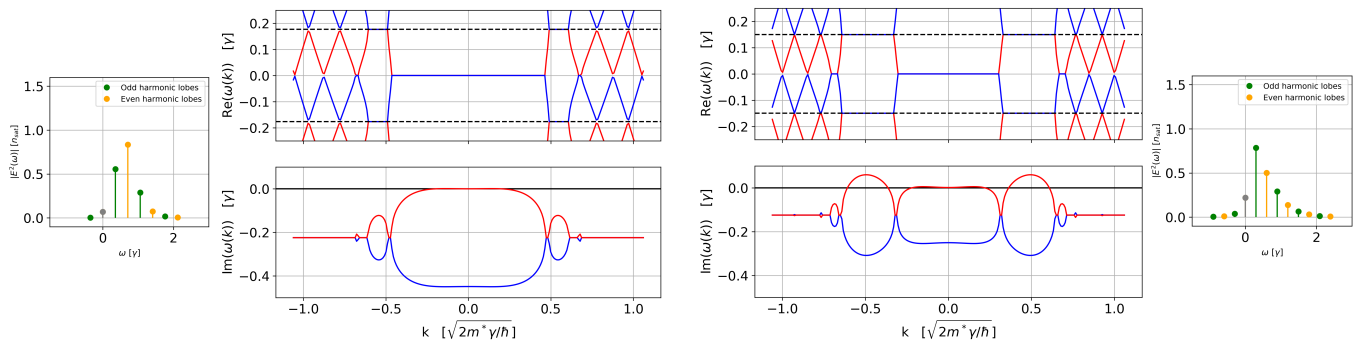 Odd harmonic lobes
Even harmonic lobes
|E²(ω)| [n_sat]
1.5
1.0
0.5
0.0
0 2
ω [γ]
Re(ω(k)) [γ]
0.2
0.1
0.0
−0.1
−0.2
Im(ω(k)) [γ]
0.0
−0.2
−0.4
−1.0 −0.5 0.0 0.5 1.0
k [√2m*γ/ℏ]
Re(ω(k)) [γ]
0.2
0.1
0.0
−0.1
−0.2
Im(ω(k)) [γ]
0.0
−0.2
−0.4
−1.0 −0.5 0.0 0.5 1.0
k [√2m*γ/ℏ]
Odd harmonic lobes
Even harmonic lobes
|E²(ω)| [n_sat]
1.5
1.0
0.5
0.0
0 2
ω [γ]